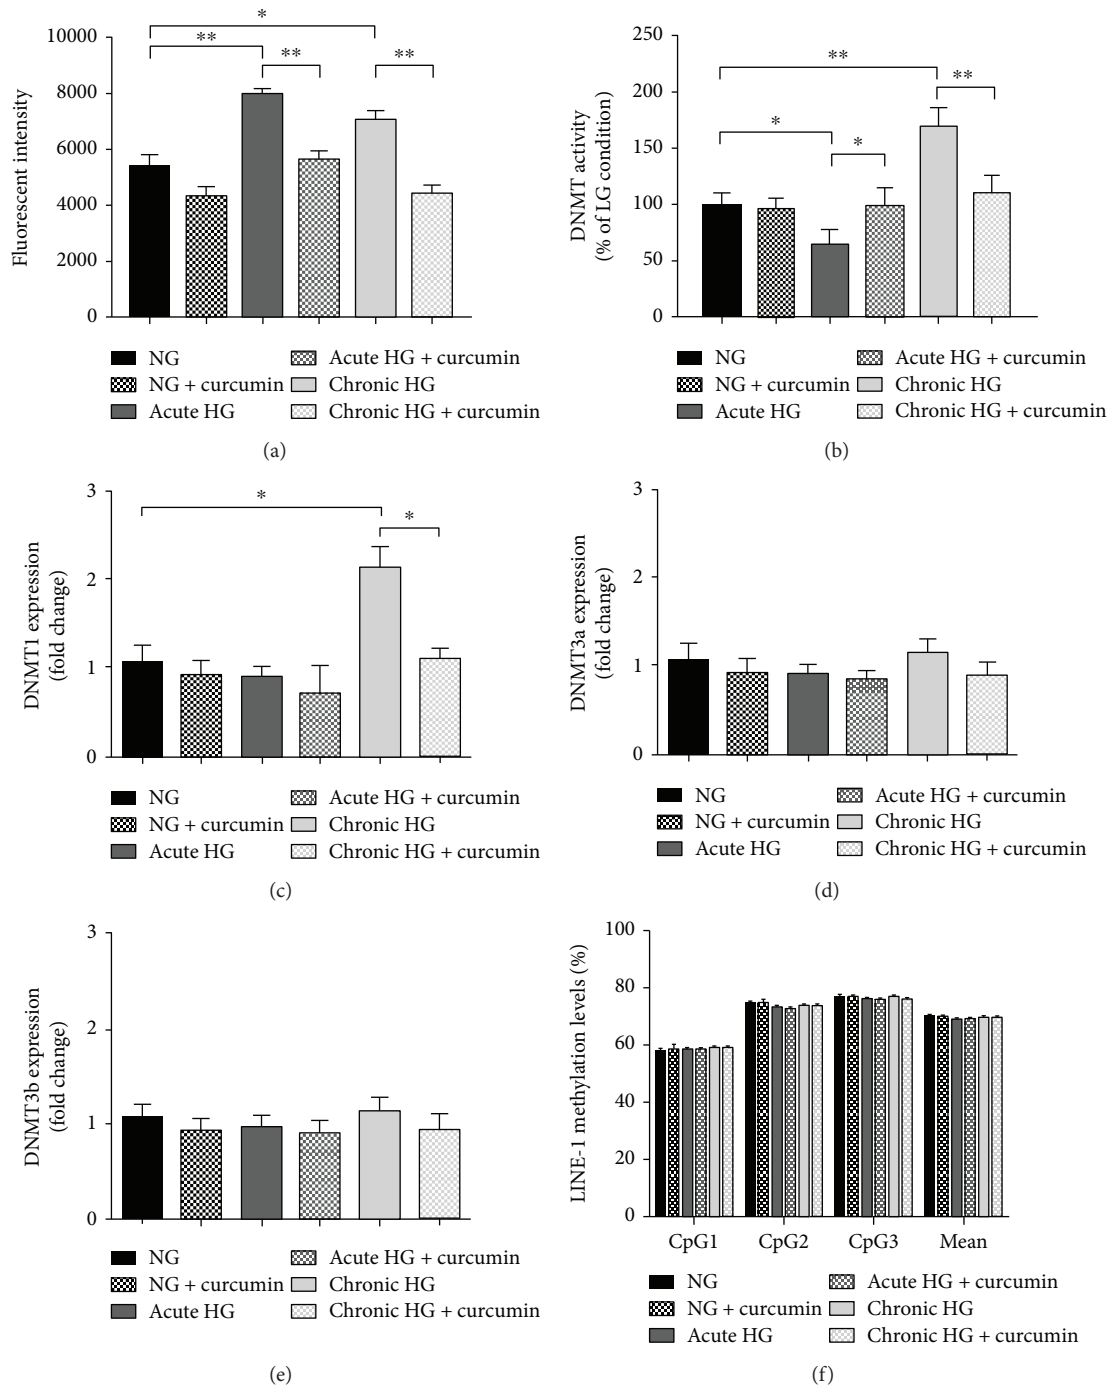 Fluorescent intensity
10000
8000
6000
4000
2000
0
*
**
**
**
NG
NG + curcumin
Acute HG
Acute HG + curcumin
Chronic HG
Chronic HG + curcumin
(a)
DNMT activity
(% of LG condition)
250
200
150
100
50
0
**
**
*
*
NG
NG + curcumin
Acute HG
Acute HG + curcumin
Chronic HG
Chronic HG + curcumin
(b)
DNMT1 expression
(fold change)
3
2
1
0
*
*
NG
NG + curcumin
Acute HG
Acute HG + curcumin
Chronic HG
Chronic HG + curcumin
(c)
DNMT3a expression
(fold change)
3
2
1
0
NG
NG + curcumin
Acute HG
Acute HG + curcumin
Chronic HG
Chronic HG + curcumin
(d)
DNMT3b expression
(fold change)
3
2
1
0
NG
NG + curcumin
Acute HG
Acute HG + curcumin
Chronic HG
Chronic HG + curcumin
(e)
LINE-1 methylation levels (%)
100
80
60
40
20
0
CpG1 CpG2 CpG3 Mean
NG
NG + curcumin
Acute HG
Acute HG + curcumin
Chronic HG
Chronic HG + curcumin
(f)